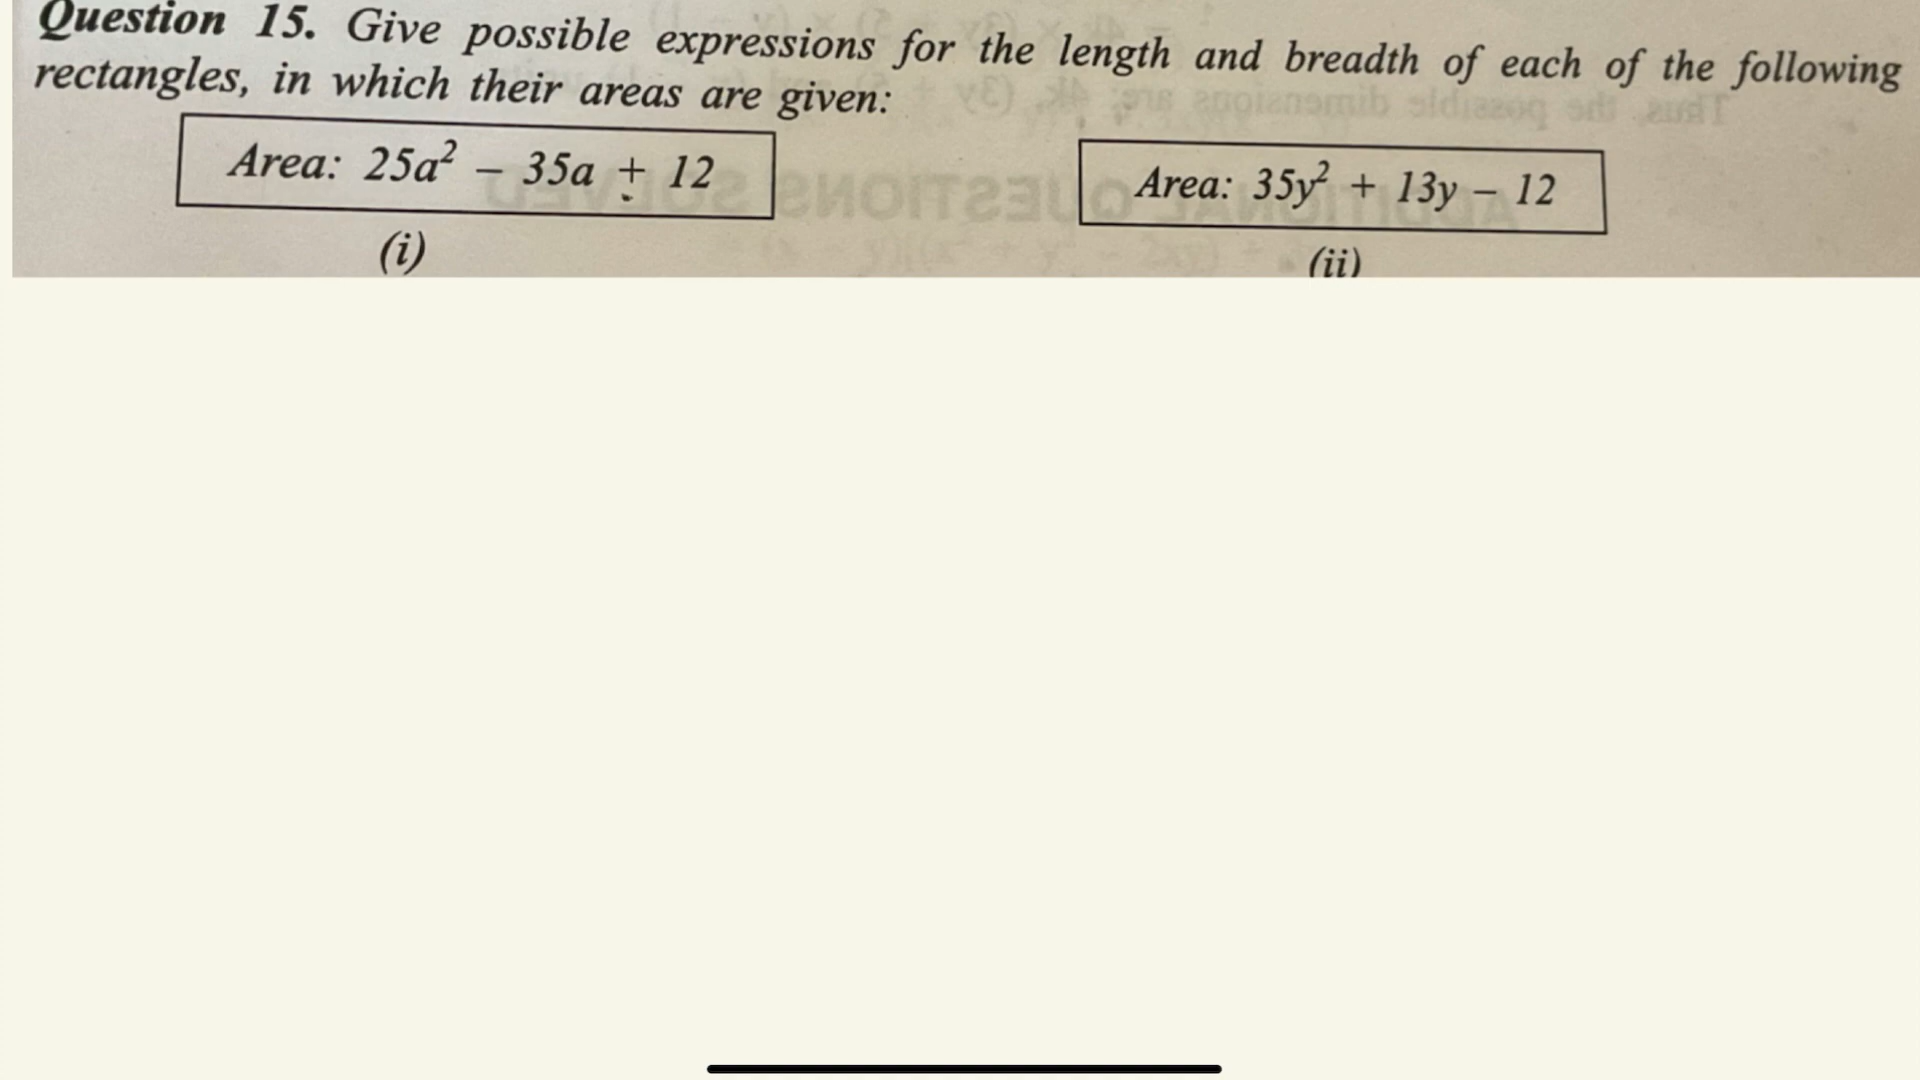 Question 15. Give possible expressions for the length and breadth of each of the following
rectangles, in which their areas are given:
Area: 25a² – 35a + 12
Area: 35y² + 13y – 12
(i)
(ii)